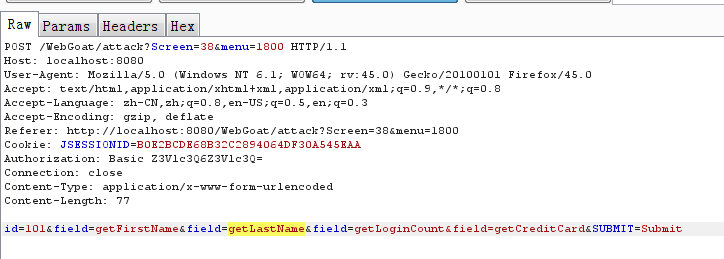 Raw Params Headers Hex
POST /WebGoat/attack?Screen=38&menu=1800 HTTP/1.1
Host: localhost:8080
User-Agent: Mozilla/5.0 (Windows NT 6.1; WOW64; rv:45.0) Gecko/20100101 Firefox/45.0
Accept: text/html,application/xhtml+xml,application/xml;q=0.9,*/*;q=0.8
Accept-Language: zh-CN,zh;q=0.8,en-US;q=0.5,en;q=0.3
Accept-Encoding: gzip, deflate
Referer: http://localhost:8080/WebGoat/attack?Screen=38&menu=1800
Cookie: JSESSIONID=B0E2BCDE68B32C2894064DF30A545EAA
Authorization: Basic Z3Vlc3Q6Z3Vlc3Q=
Connection: close
Content-Type: application/x-www-form-urlencoded
Content-Length: 77
id=101&field=getFirstName&field=getLastName&field=getLoginCount&field=getCreditCard&SUBMIT=Submit